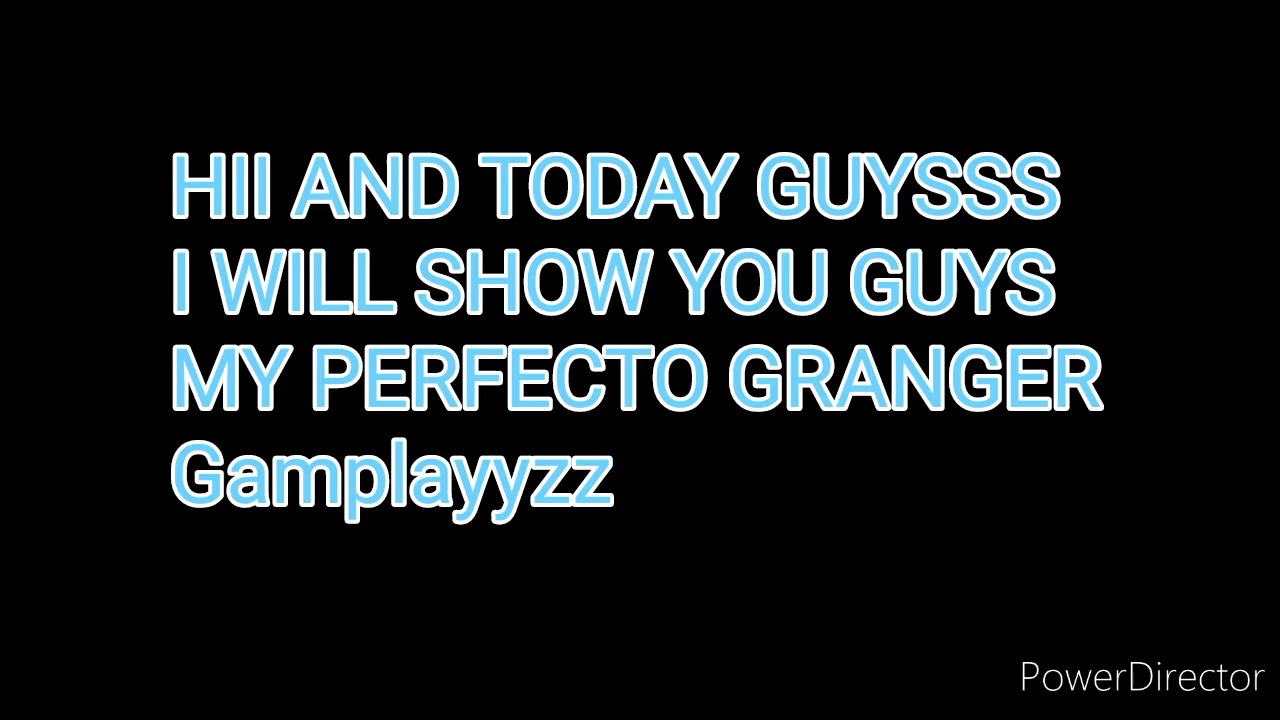 HII AND TODAY GUYSSS
I WILL SHOW YOU GUYS
MY PERFECTO GRANGER
Gamplayyzz
PowerDirector